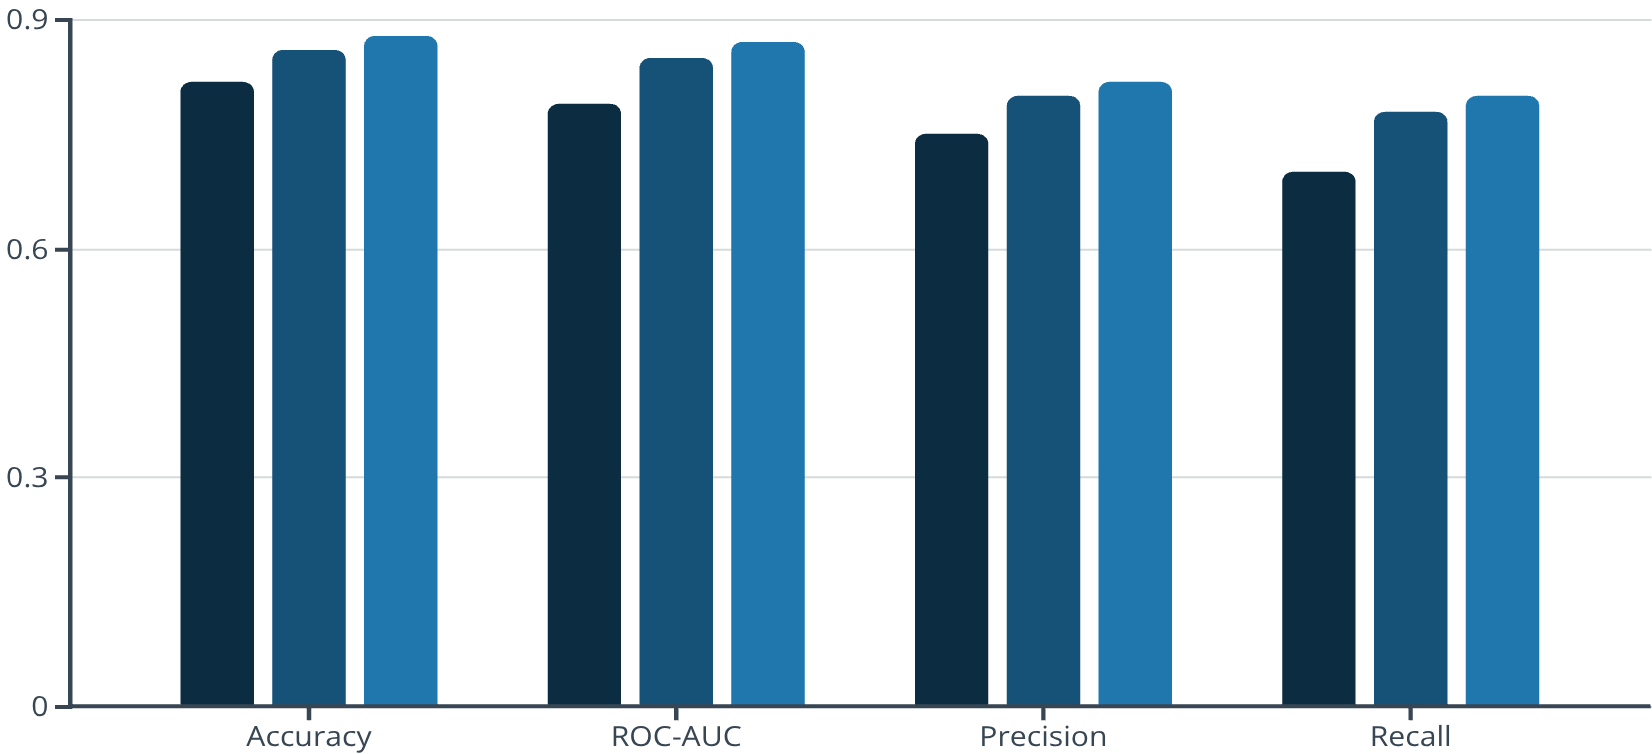 0.9
0.6
0.3
0
Accuracy
ROC-AUC
Precision
Recall